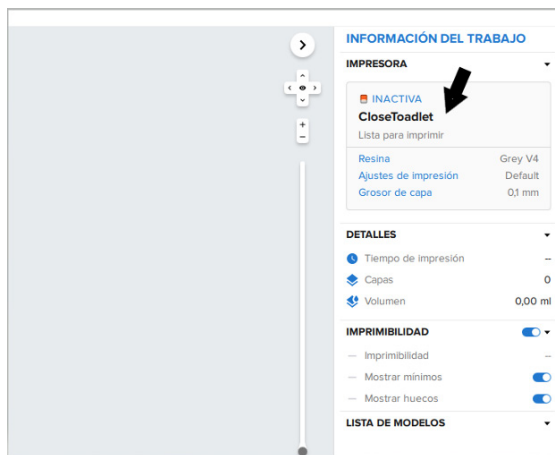 INFORMACIÓN DEL TRABAJO
IMPRESORA
INACTIVA
CloseToadlet
Lista para imprimir
Resina Grey V4
Ajustes de impresión Default
Grosor de capa 0,1 mm
DETALLES
Tiempo de impresión --
Capas 0
Volumen 0,00 ml
IMPRIMIBILIDAD
Imprimibilidad --
Mostrar mínimos
Mostrar huecos
LISTA DE MODELOS